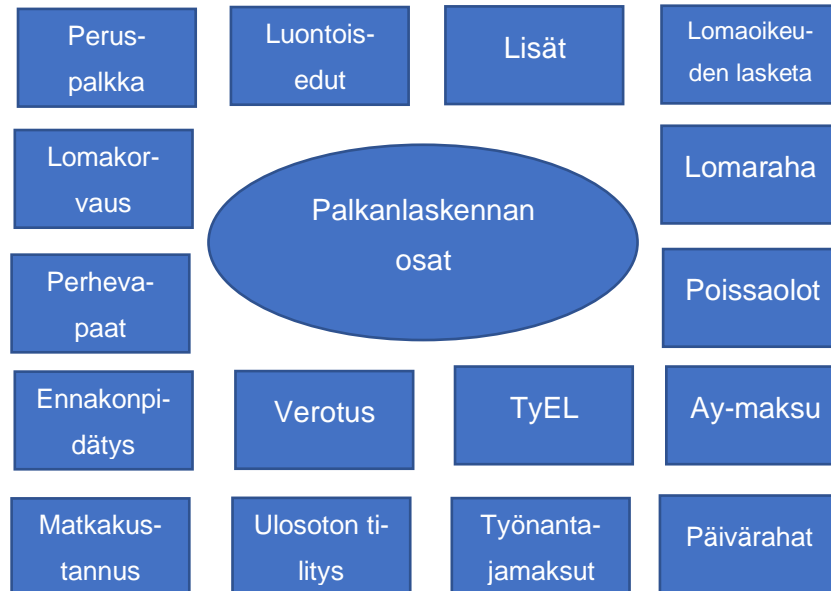 Perus-
palkka
Luontois-
edut
Lisät
Lomaoikeu-
den lasketa
Lomakor-
vaus
Palkanlaskennan
osat
Lomaraha
Perheva-
paat
Poissaolot
Ennakonpi-
dätys
Verotus
TyEL
Ay-maksu
Matkakus-
tannus
Ulosoton ti-
litys
Työnanta-
jamaksut
Päivärahat